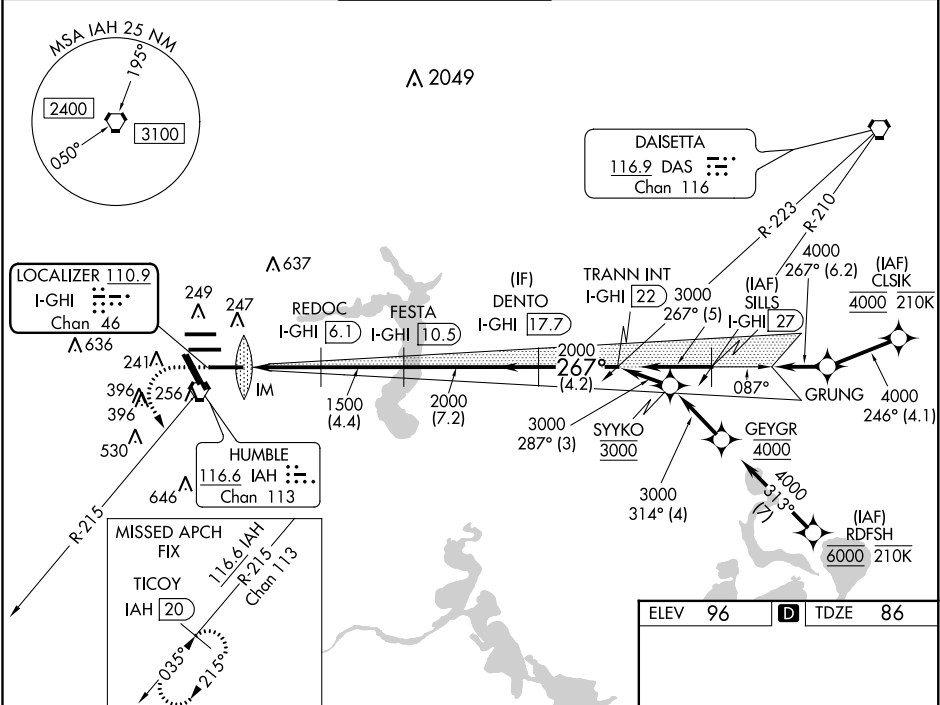 MSA IAH 25 NM
195°
2400
3100
050°
2049
DAISETTA
116.9 DAS
Chan 116
R-223
R-210
LOCALIZER 110.9
I-GHI
Chan 46
637
249
247
636
241
396
396
256
530
646
IM
REDOC
I-GHI 6.1
FESTA
I-GHI 10.5
(IF)
DENTO
I-GHI 17.7
TRANN INT
I-GHI 22
3000
267° (5)
(IAF)
SILLS
I-GHI 27
4000
267° (6.2)
(IAF)
CLSIK
4000 210K
2000
267°
(4.2)
087°
GRUNG
4000
246° (4.1)
1500
(4.4)
2000
(7.2)
3000
287° (3)
SYYKO
3000
GEYGR
4000
3000
314° (4)
4000
313°
(7)
(IAF)
RDFSH
6000 210K
HUMBLE
116.6 IAH
Chan 113
R-215
MISSED APCH
FIX
TICOY
IAH 20
116.6 IAH
R-215
Chan 113
035°
215°
ELEV 96 D TDZE 86